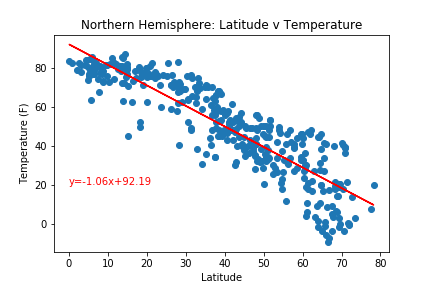 Northern Hemisphere: Latitude v Temperature
Temperature (F)
80
60
40
20
0
y=-1.06x+92.19
0 10 20 30 40 50 60 70 80
Latitude